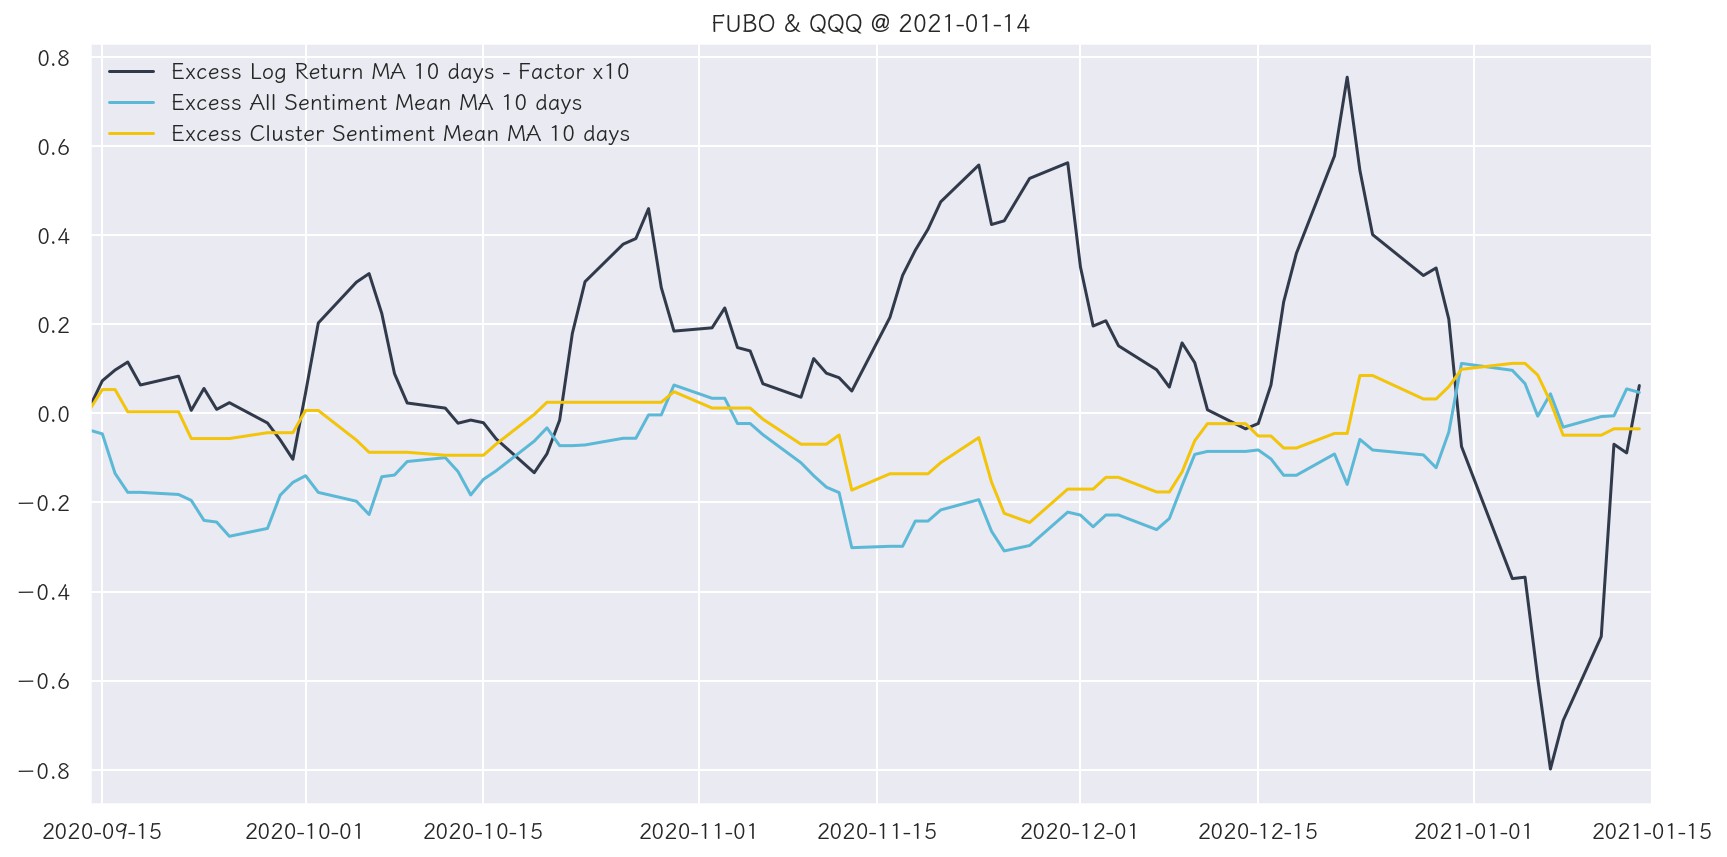 FUBO & QQQ @ 2021-01-14
0.8
0.6
0.4
0.2
0.0
−0.2
−0.4
−0.6
−0.8
Excess Log Return MA 10 days - Factor x10
Excess All Sentiment Mean MA 10 days
Excess Cluster Sentiment Mean MA 10 days
2020-09-15 2020-10-01 2020-10-15 2020-11-01 2020-11-15 2020-12-01 2020-12-15 2021-01-01 2021-01-15